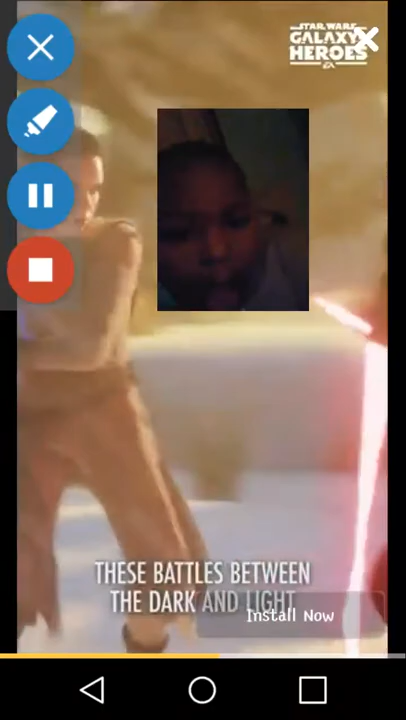 STAR WARS
GALAXY OF
HEROES
EA
THESE BATTLES BETWEEN
THE DARK AND LIGHT
Install Now